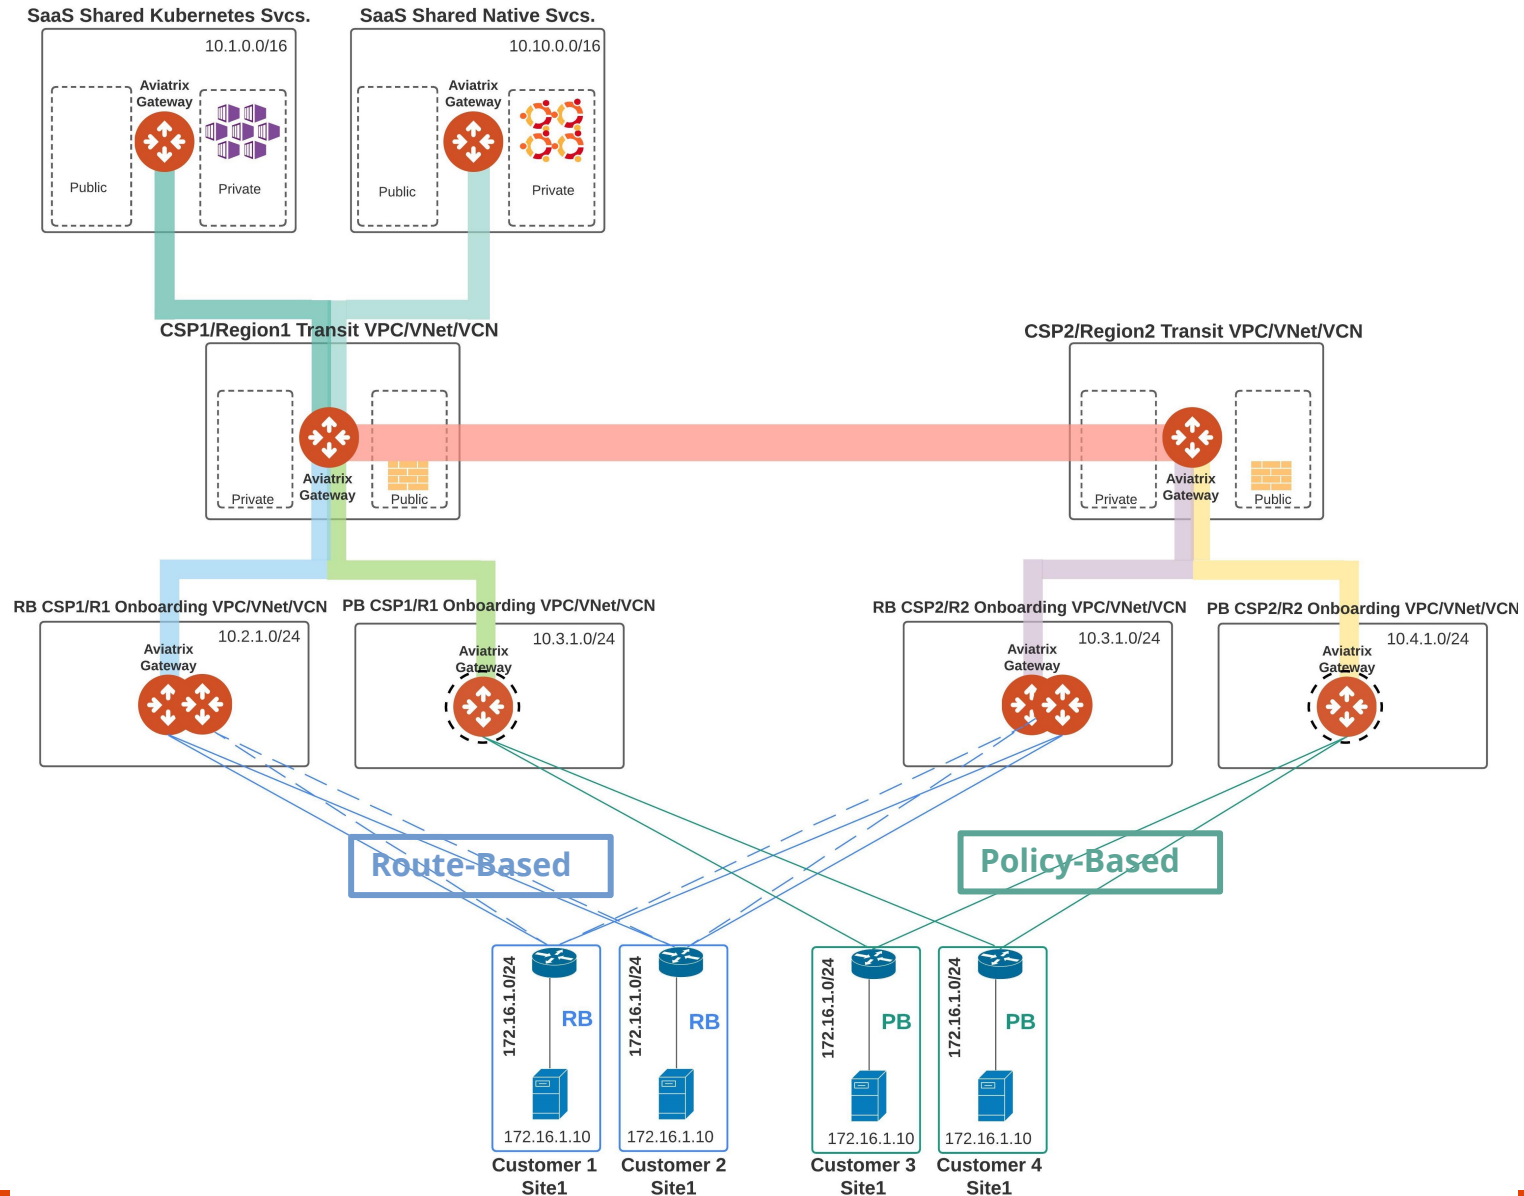 SaaS Shared Kubernetes Svcs.
SaaS Shared Native Svcs.
10.1.0.0/16
10.10.0.0/16
Aviatrix
Gateway
Aviatrix
Gateway
Public
Private
Public
Private
CSP1/Region1 Transit VPC/VNet/VCN
CSP2/Region2 Transit VPC/VNet/VCN
Aviatrix
Gateway
Private
Public
Aviatrix
Gateway
Private
Public
RB CSP1/R1 Onboarding VPC/VNet/VCN
PB CSP1/R1 Onboarding VPC/VNet/VCN
RB CSP2/R2 Onboarding VPC/VNet/VCN
PB CSP2/R2 Onboarding VPC/VNet/VCN
10.2.1.0/24
10.3.1.0/24
10.3.1.0/24
10.4.1.0/24
Aviatrix
Gateway
Aviatrix
Gateway
Aviatrix
Gateway
Aviatrix
Gateway
Route-Based
Policy-Based
172.16.1.0/24
RB
172.16.1.0/24
RB
172.16.1.0/24
PB
172.16.1.0/24
PB
172.16.1.10
172.16.1.10
172.16.1.10
172.16.1.10
Customer 1
Site1
Customer 2
Site1
Customer 3
Site1
Customer 4
Site1